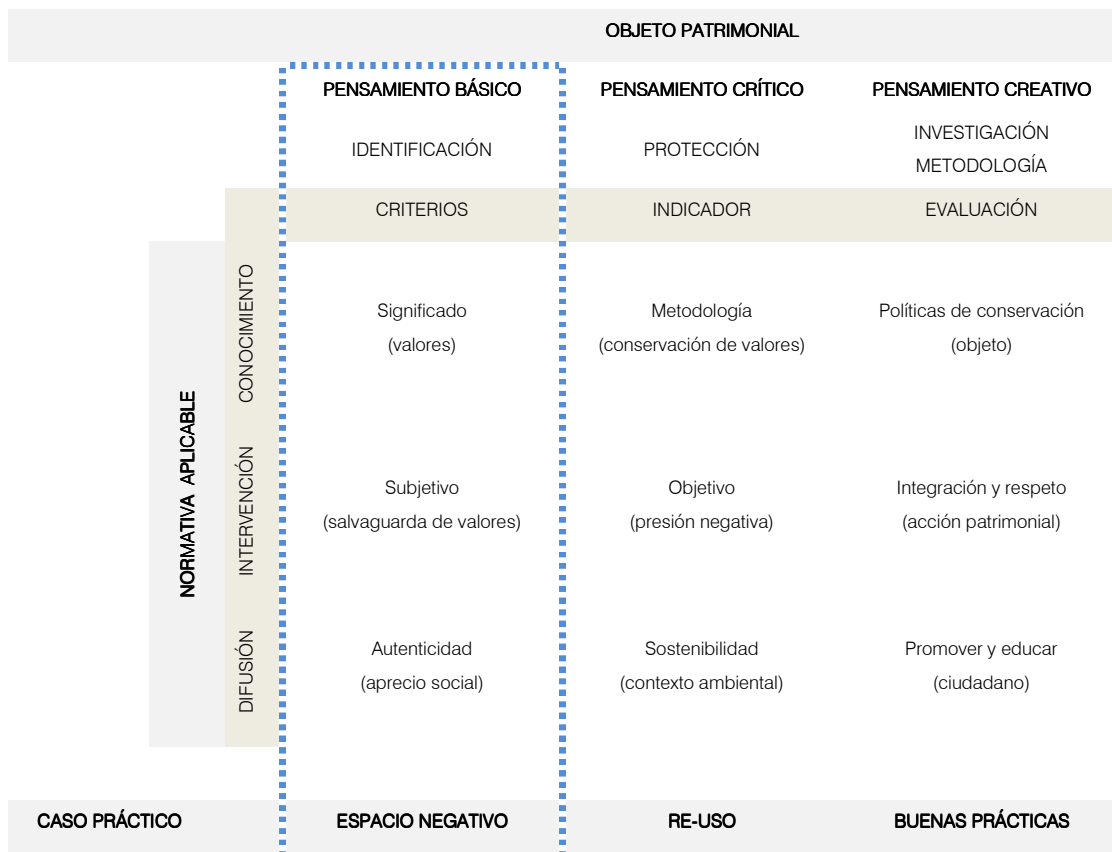 OBJETO PATRIMONIAL
PENSAMIENTO BÁSICO
PENSAMIENTO CRÍTICO
PENSAMIENTO CREATIVO
IDENTIFICACIÓN
PROTECCIÓN
INVESTIGACIÓN
METODOLOGÍA
CRITERIOS
INDICADOR
EVALUACIÓN
NORMATIVA APLICABLE
CONOCIMIENTO
Significado
(valores)
Metodología
(conservación de valores)
Políticas de conservación
(objeto)
INTERVENCIÓN
Subjetivo
(salvaguarda de valores)
Objetivo
(presión negativa)
Integración y respeto
(acción patrimonial)
DIFUSIÓN
Autenticidad
(aprecio social)
Sostenibilidad
(contexto ambiental)
Promover y educar
(ciudadano)
CASO PRÁCTICO
ESPACIO NEGATIVO
RE-USO
BUENAS PRÁCTICAS